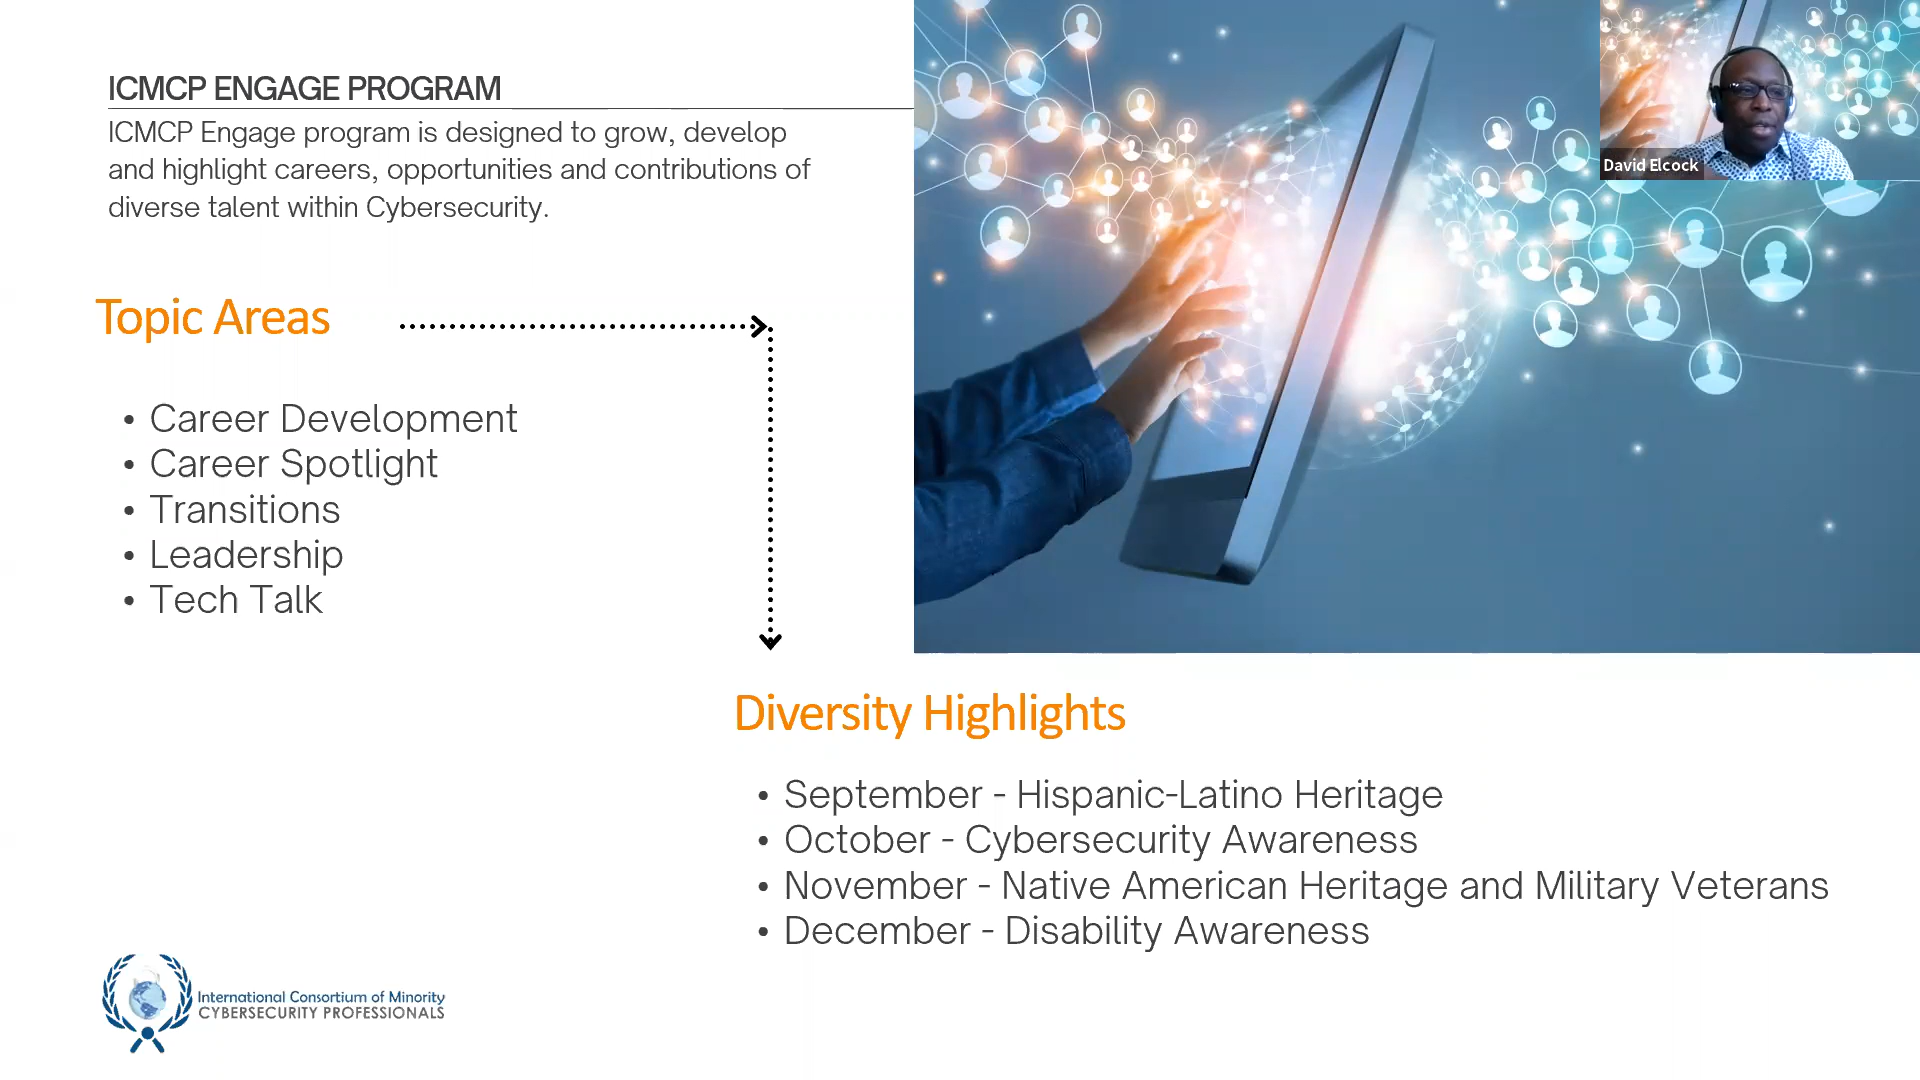 ICMCP ENGAGE PROGRAM
ICMCP Engage program is designed to grow, develop
and highlight careers, opportunities and contributions of
diverse talent within Cybersecurity.
David Elcock
Topic Areas
• Career Development
• Career Spotlight
• Transitions
• Leadership
• Tech Talk
Diversity Highlights
• September - Hispanic-Latino Heritage
• October - Cybersecurity Awareness
• November - Native American Heritage and Military Veterans
• December - Disability Awareness
International Consortium of Minority
CYBERSECURITY PROFESSIONALS